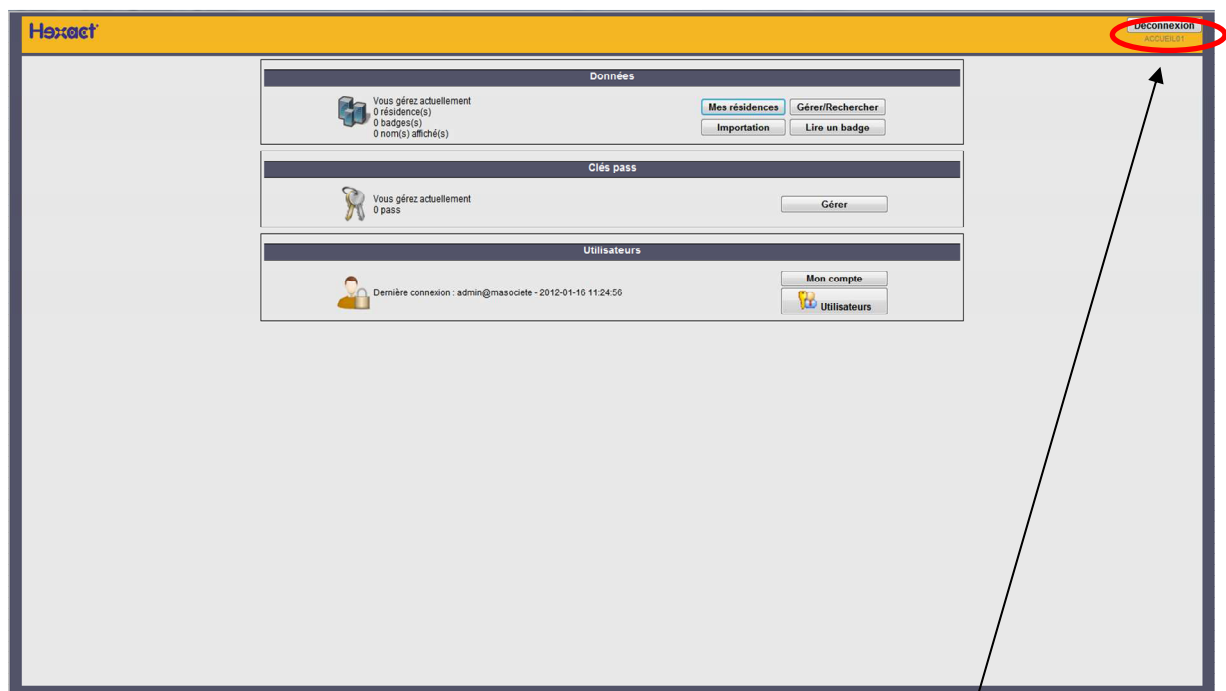 Hexact
Déconnexion
ACCUEIL01
Données
Vous gérez actuellement
0 résidence(s)
0 badges(s)
0 nom(s) affiché(s)
Mes résidences
Gérer/Rechercher
Importation
Lire un badge
Clés pass
Vous gérez actuellement
0 pass
Gérer
Utilisateurs
Dernière connexion : admin@masociete - 2012-01-16 11:24:56
Mon compte
Utilisateurs